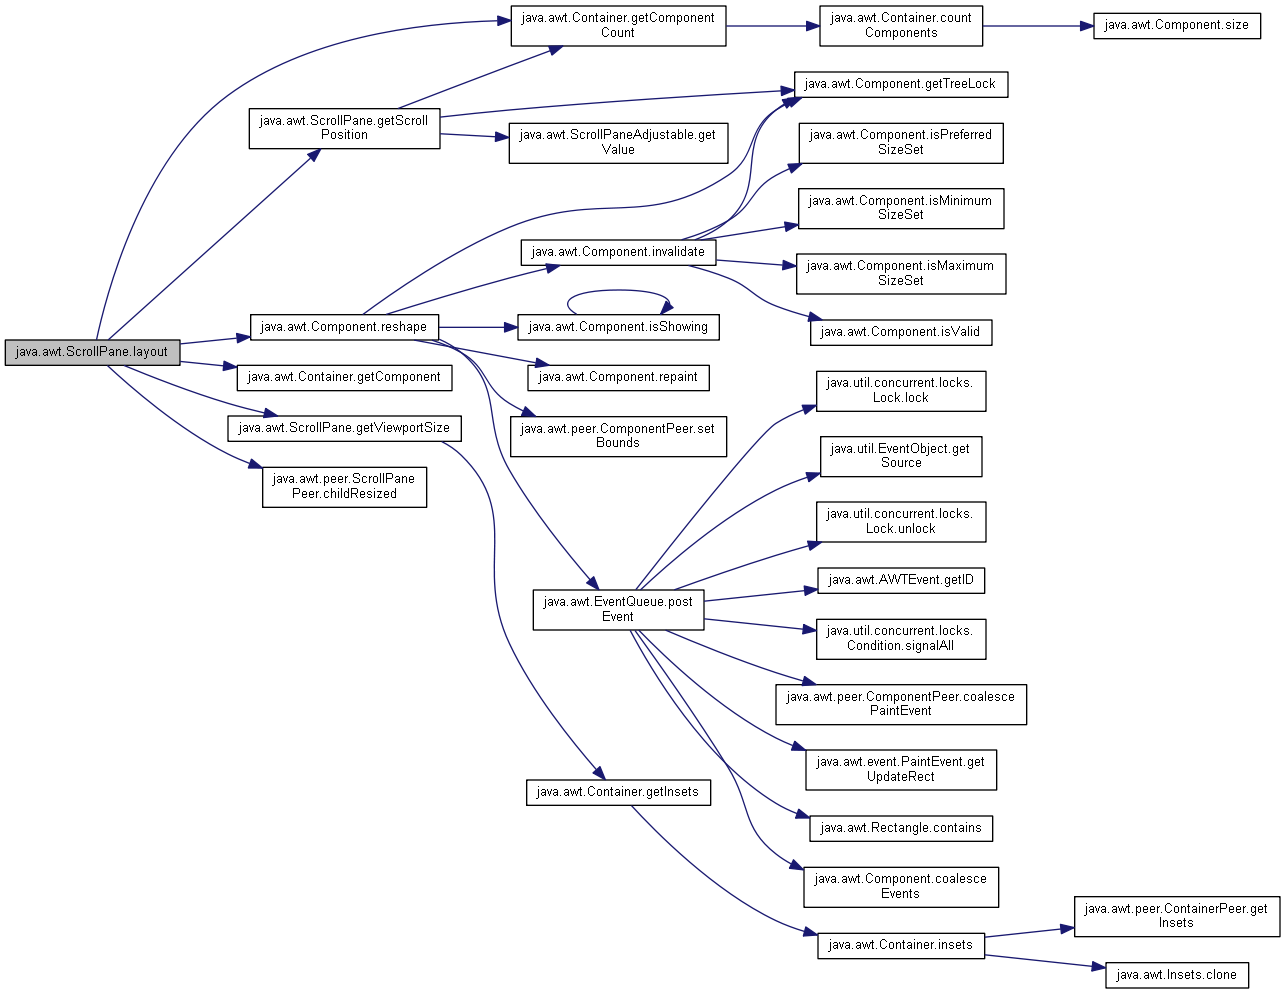 java.awt.Container.getComponent
Count
java.awt.Container.count
Components
java.awt.Component.size
java.awt.Component.getTreeLock
java.awt.ScrollPane.getScroll
Position
java.awt.ScrollPaneAdjustable.get
Value
java.awt.Component.isPreferred
SizeSet
java.awt.Component.isMinimum
SizeSet
java.awt.Component.invalidate
java.awt.Component.isMaximum
SizeSet
java.awt.Component.reshape
java.awt.Component.isShowing
java.awt.Component.isValid
java.awt.ScrollPane.layout
java.awt.Container.getComponent
java.awt.Component.repaint
java.util.concurrent.locks.
Lock.lock
java.awt.ScrollPane.getViewportSize
java.awt.peer.ComponentPeer.set
Bounds
java.util.EventObject.get
Source
java.awt.peer.ScrollPane
Peer.childResized
java.util.concurrent.locks.
Lock.unlock
java.awt.AWTEvent.getID
java.awt.EventQueue.post
Event
java.util.concurrent.locks.
Condition.signalAll
java.awt.peer.ComponentPeer.coalesce
PaintEvent
java.awt.event.PaintEvent.get
UpdateRect
java.awt.Container.getInsets
java.awt.Rectangle.contains
java.awt.Component.coalesce
Events
java.awt.peer.ContainerPeer.get
Insets
java.awt.Container.insets
java.awt.Insets.clone